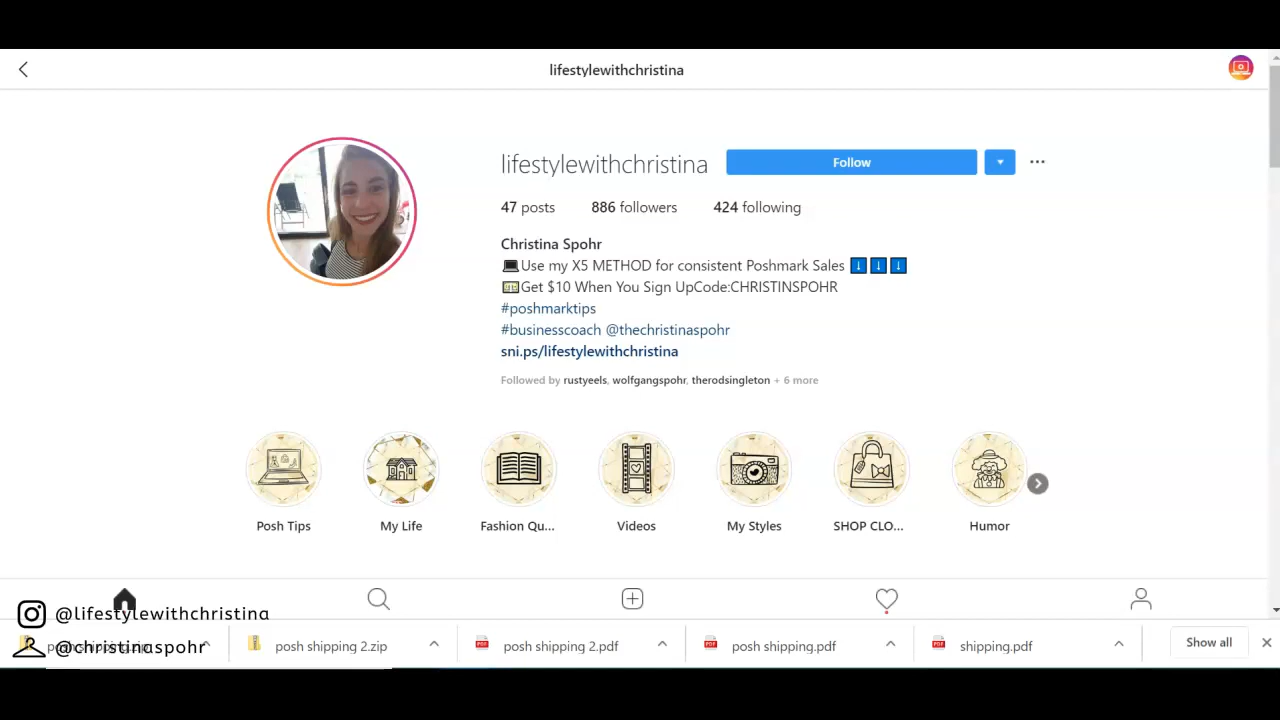 lifestylewithchristina
lifestylewithchristina Follow
47 posts 886 followers 424 following
Christina Spohr
Use my X5 METHOD for consistent Poshmark Sales
Get $10 When You Sign UpCode:CHRISTINSPOHR
#poshmarktips
#businesscoach @thechristinaspohr
sni.ps/lifestylewithchristina
Followed by rustyeels, wolfgangspohr, therodsingleton + 6 more
Posh Tips My Life Fashion Qu... Videos My Styles SHOP CLO... Humor
@lifestylewithchristina
@christinaspohr
posh shipping 2.zip posh shipping 2.pdf posh shipping.pdf shipping.pdf Show all